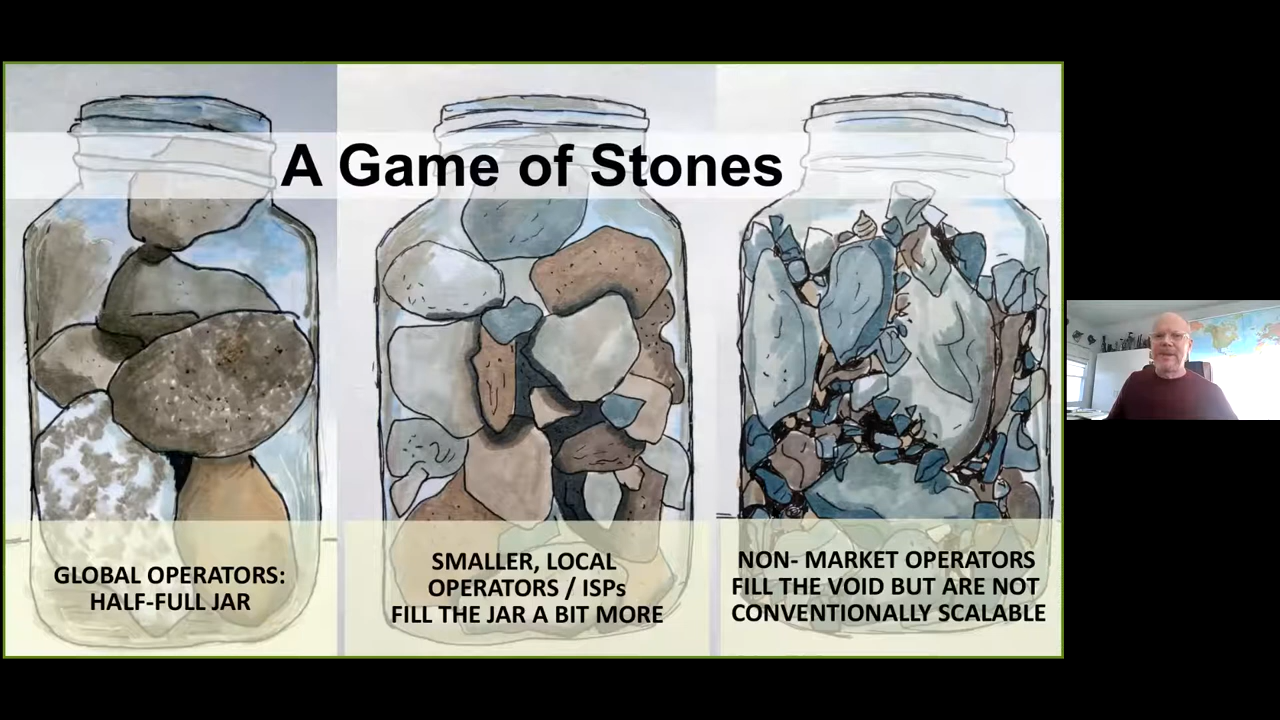 A Game of Stones
GLOBAL OPERATORS:
HALF-FULL JAR
SMALLER, LOCAL
OPERATORS / ISPs
FILL THE JAR A BIT MORE
NON- MARKET OPERATORS
FILL THE VOID BUT ARE NOT
CONVENTIONALLY SCALABLE